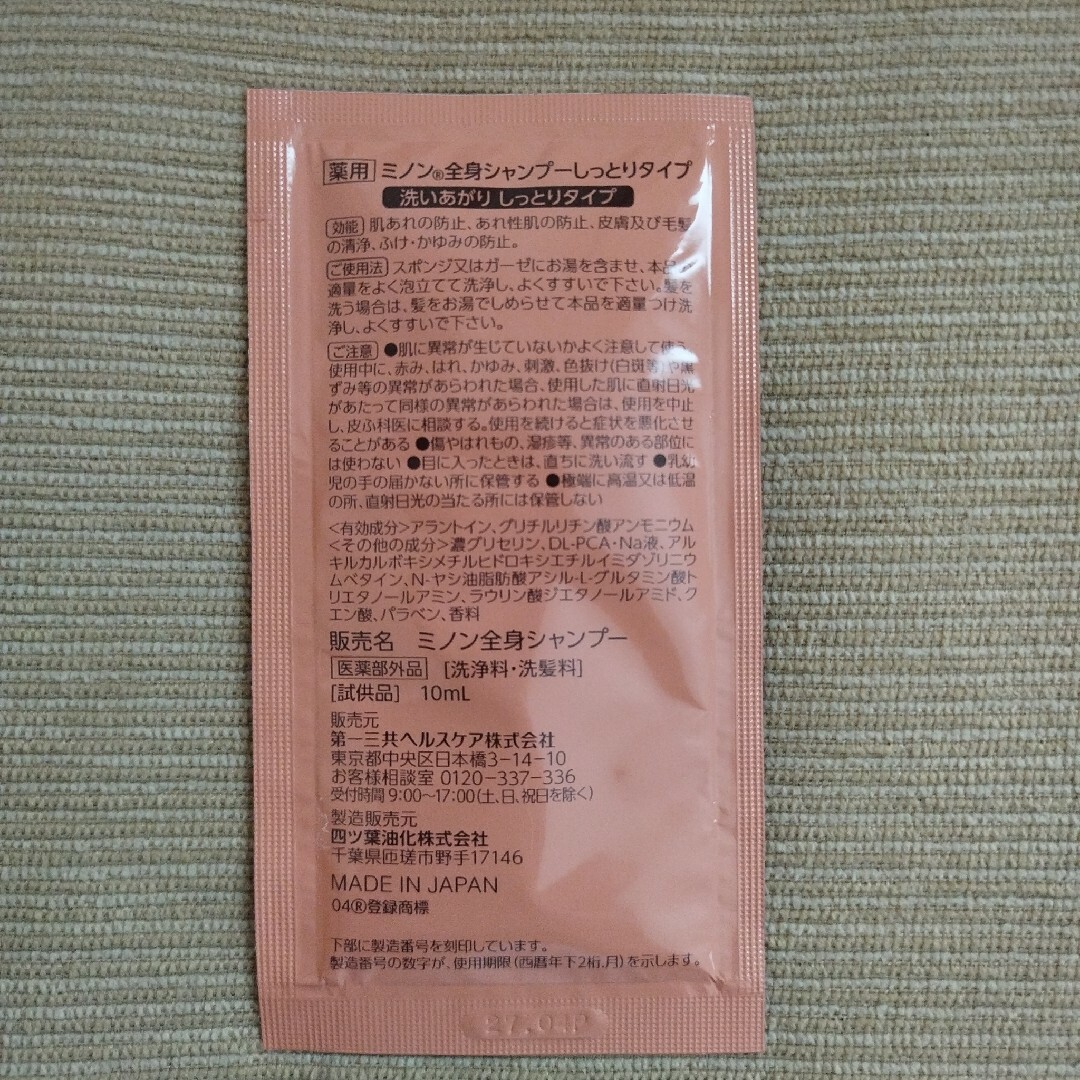 薬用 ミノン®全身シャンプーしっとりタイプ
洗いあがり しっとりタイプ
効能 肌あれの防止、あれ性肌の防止、皮膚及び毛髪
の清浄、ふけ・かゆみの防止。
ご使用法 スポンジ又はガーゼにお湯を含ませ、本品
適量をよく泡立てて洗浄し、よくすすいで下さい。髪を
洗う場合は、髪をお湯でしめらせて本品を適量つけ洗
浄し、よくすすいで下さい。
ご注意 ●肌に異常が生じていないかよく注意して使う
使用中に、赤み、はれ、かゆみ、刺激、色抜け(白斑等)や黒
ずみ等の異常があらわれた場合、使用した肌に直射日光
があたって同様の異常があらわれた場合は、使用を中止
し、皮ふ科医に相談する。使用を続けると症状を悪化させ
ることがある ●傷やはれもの、湿疹等、異常のある部位に
は使わない ●目に入ったときは、直ちに洗い流す ●乳幼
児の手の届かない所に保管する ●極端に高温又は低温
の所、直射日光の当たる所には保管しない
<有効成分>アラントイン、グリチルリチン酸アンモニウム
<その他の成分>濃グリセリン、DL-PCA・Na液、アル
キルカルボキシメチルヒドロキシエチルイミダゾリニウ
ムベタイン、N-ヤシ油脂肪酸アシル-L-グルタミン酸ト
リエタノールアミン、ラウリン酸ジエタノールアミド、ク
エン酸、パラベン、香料
販売名 ミノン全身シャンプー
医薬部外品 [洗浄料・洗髪料]
[試供品] 10mL
販売元
第一三共ヘルスケア株式会社
東京都中央区日本橋3-14-10
お客様相談室 0120-337-336
受付時間 9:00〜17:00(土、日、祝日を除く)
製造販売元
四ツ葉油化株式会社
千葉県匝瑳市野手17146
MADE IN JAPAN
04®登録商標
下部に製造番号を刻印しています。
製造番号の数字が、使用期限(西暦年下2桁.月)を示します。